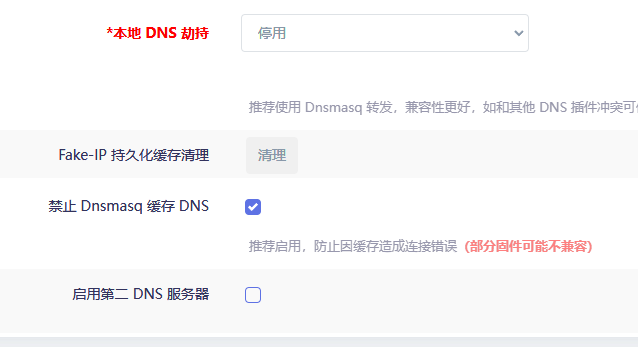 *本地 DNS 劫持
停用
推荐使用 Dnsmasq 转发，兼容性更好，如和其他 DNS 插件冲突可
Fake-IP 持久化缓存清理
清理
禁止 Dnsmasq 缓存 DNS
推荐启用，防止因缓存造成连接错误（部分固件可能不兼容）
启用第二 DNS 服务器